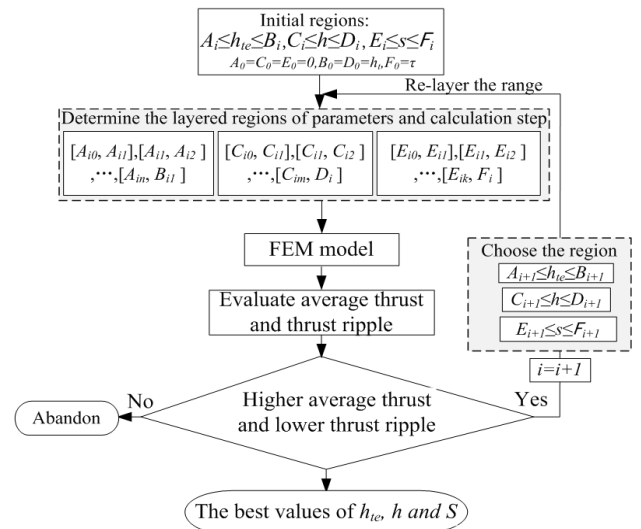 Initial regions:
A_i≤h_te≤B_i, C_i≤h≤D_i, E_i≤s≤F_i
A_0=C_0=E_0=0,B_0=D_0=h_t,F_0=τ
Re-layer the range
Determine the layered regions of parameters and calculation step
[A_i0, A_i1],[A_i1, A_i2 ]
,⋯,[A_in, B_i1 ]
[C_i0, C_i1],[C_i1, C_i2 ]
,⋯,[C_im, D_i ]
[E_i0, E_i1],[E_i1, E_i2 ]
,⋯,[E_ik, F_i ]
FEM model
Evaluate average thrust
and thrust ripple
Choose the region
A_i+1≤h_te≤B_i+1
C_i+1≤h≤D_i+1
E_i+1≤s≤F_i+1
i=i+1
No
Yes
Abandon
Higher average thrust
and lower thrust ripple
The best values of h_te, h and S